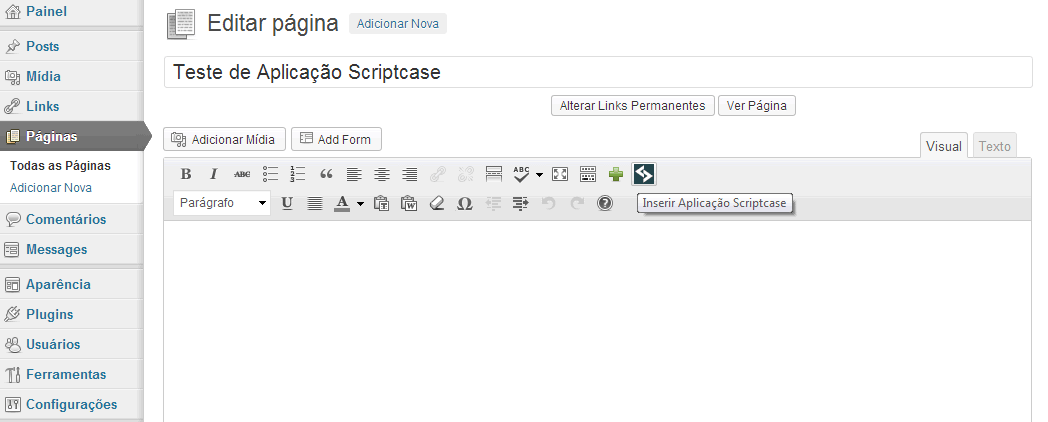 Painel
Posts
Mídia
Links
Páginas
Todas as Páginas
Adicionar Nova
Comentários
Messages
Aparência
Plugins
Usuários
Ferramentas
Configurações
Editar página Adicionar Nova
Teste de Aplicação Scriptcase
Alterar Links Permanentes Ver Página
Adicionar Mídia Add Form
Visual Texto
B I ABC ABC
Parágrafo U A T W Ω ?
Inserir Aplicação Scriptcase